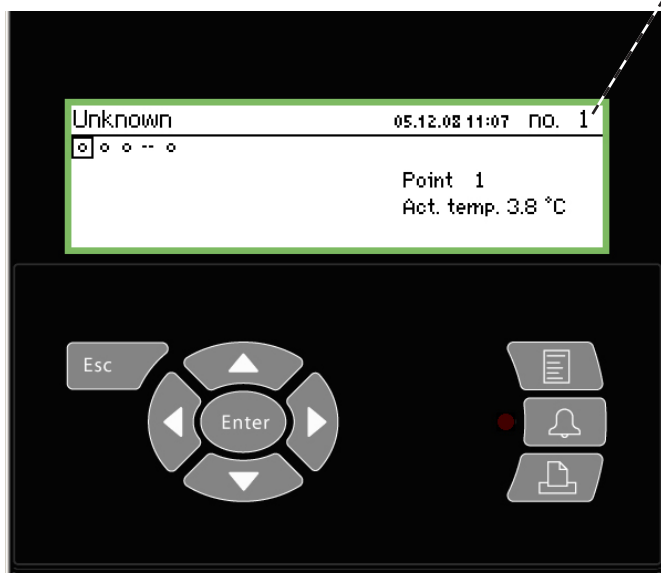 Unknown 05.12.08 11:07 no. 1
o o o -- o
Point 1
Act. temp. 3.8 °C
Esc
Enter